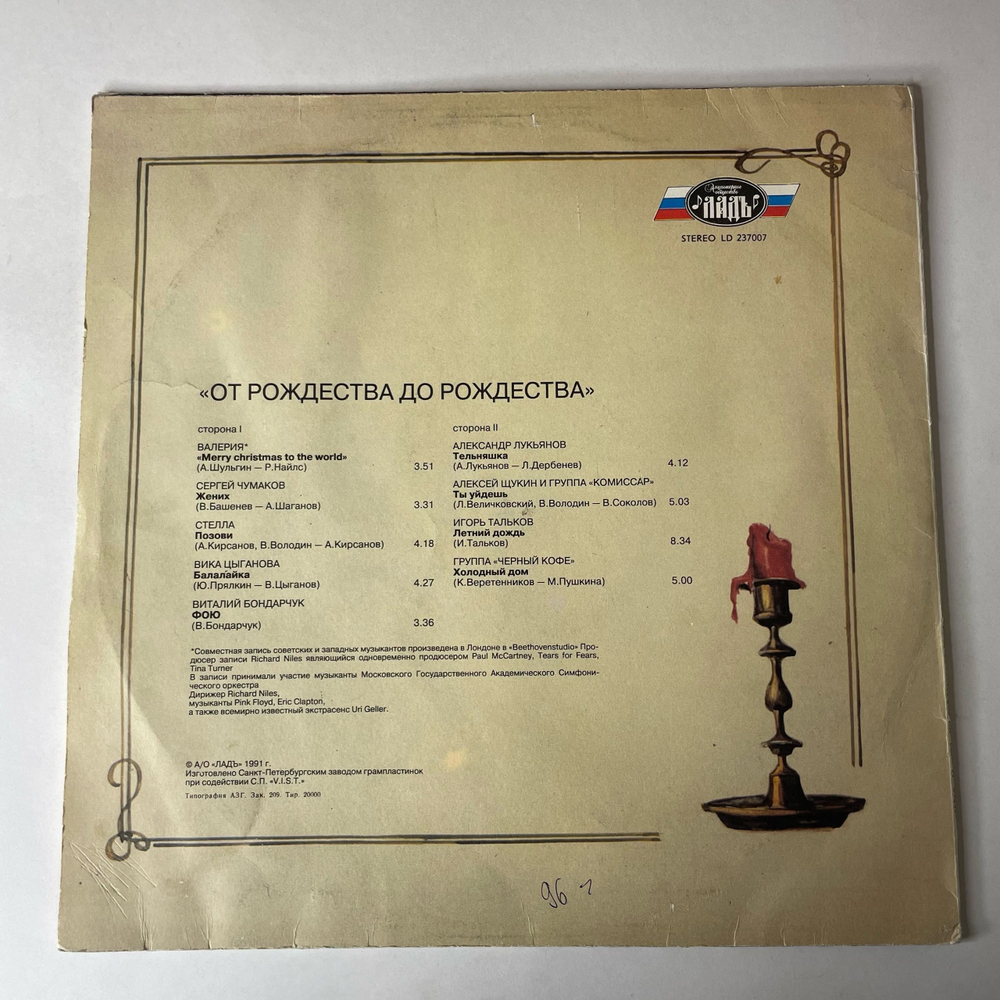 Акционерное
общество
ЛАДЪ
STEREO LD 237007
«ОТ РОЖДЕСТВА ДО РОЖДЕСТВА»
сторона I
ВАЛЕРИЯ*
«Merry christmas to the world»
(А.Шульгин — Р.Найлс) 3.51
СЕРГЕЙ ЧУМАКОВ
Жених
(В.Башенев — А.Шаганов) 3.31
СТЕЛЛА
Позови
(А.Кирсанов, В.Володин — А.Кирсанов) 4.18
ВИКА ЦЫГАНОВА
Балалайка
(Ю.Прялкин — В.Цыганов) 4.27
ВИТАЛИЙ БОНДАРЧУК
ФОЮ
(В.Бондарчук) 3.36
сторона II
АЛЕКСАНДР ЛУКЬЯНОВ
Тельняшка
(А.Лукьянов — Л.Дербенев) 4.12
АЛЕКСЕЙ ЩУКИН И ГРУППА «КОМИССАР»
Ты уйдешь
(Л.Величковский, В.Володин — В.Соколов) 5.03
ИГОРЬ ТАЛЬКОВ
Летний дождь
(И.Тальков) 8.34
ГРУППА «ЧЕРНЫЙ КОФЕ»
Холодный дом
(К.Веретенников — М.Пушкина) 5.00
*Совместная запись советских и западных музыкантов произведена в Лондоне в «Beethovenstudio» Про-
дюсер записи Richard Niles являющийся одновременно продюсером Paul McCartney, Tears for Fears,
Tina Turner
В записи принимали участие музыканты Московского Государственного Академического Симфони-
ческого оркестра
Дирижер Richard Niles,
музыканты Pink Floyd, Eric Clapton,
а также всемирно известный экстрасенс Uri Geller.
© А/О «ЛАДЪ» 1991 г.
Изготовлено Санкт-Петербургским заводом грампластинок
при содействии С.П. «V.I.S.T.»
Типография АЗГ. Зак. 209. Тир. 20000
96 1